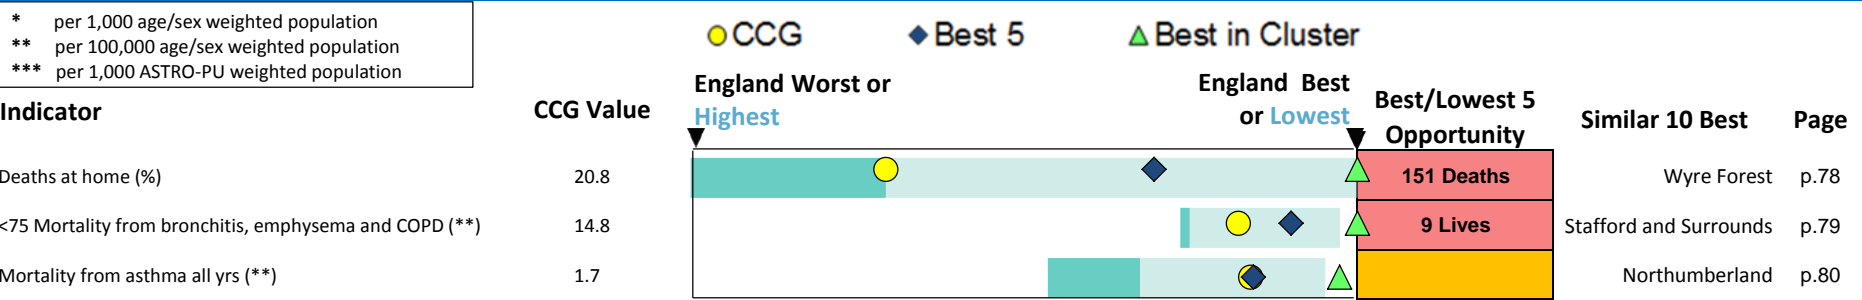 * per 1,000 age/sex weighted population
** per 100,000 age/sex weighted population
*** per 1,000 ASTRO-PU weighted population
CCG Best 5 Best in Cluster
Indicator CCG Value England Worst or Highest England Best or Lowest Best/Lowest 5 Opportunity Similar 10 Best Page
Deaths at home (%) 20.8 151 Deaths Wyre Forest p.78
<75 Mortality from bronchitis, emphysema and COPD (**) 14.8 9 Lives Stafford and Surrounds p.79
Mortality from asthma all yrs (**) 1.7 Northumberland p.80